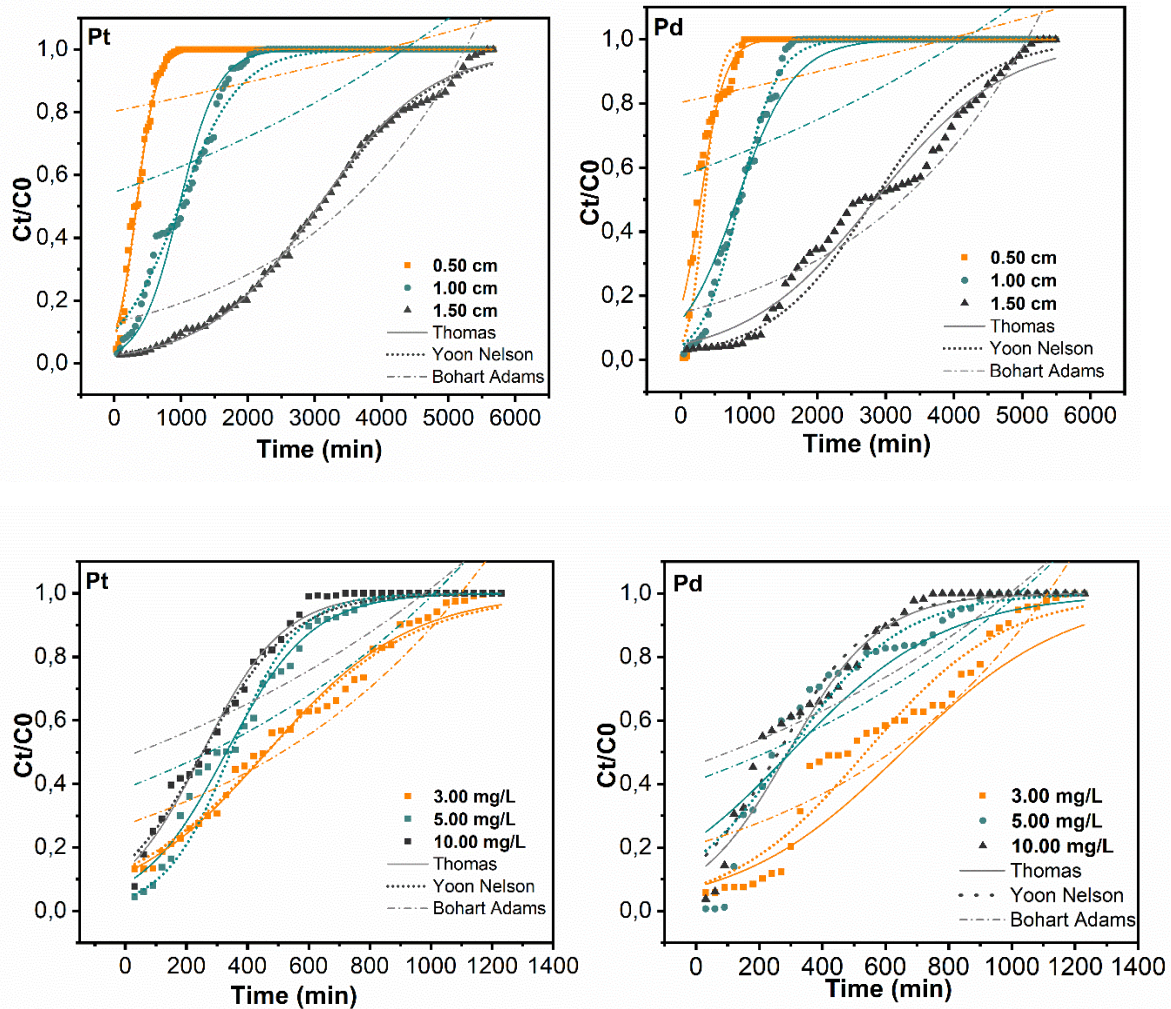 Pt
Ct/C0
1,0
0,8
0,6
0,4
0,2
0,0
0.50 cm
1.00 cm
1.50 cm
Thomas
Yoon Nelson
Bohart Adams
0 1000 2000 3000 4000 5000 6000
Time (min)
Pd
Ct/C0
1,0
0,8
0,6
0,4
0,2
0,0
0.50 cm
1.00 cm
1.50 cm
Thomas
Yoon Nelson
Bohart Adams
0 1000 2000 3000 4000 5000 6000
Time (min)
Pt
Ct/C0
1,0
0,8
0,6
0,4
0,2
0,0
3.00 mg/L
5.00 mg/L
10.00 mg/L
Thomas
Yoon Nelson
Bohart Adams
0 200 400 600 800 1000 1200 1400
Time (min)
Pd
Ct/C0
1,0
0,8
0,6
0,4
0,2
0,0
3.00 mg/L
5.00 mg/L
10.00 mg/L
Thomas
Yoon Nelson
Bohart Adams
0 200 400 600 800 1000 1200 1400
Time (min)